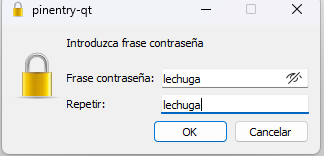 pinentry-qt
Introduzca frase contraseña
Frase contraseña: lechuga
Repetir: lechuga
OK Cancelar